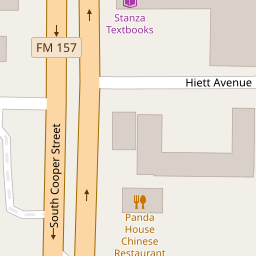 Stanza
Textbooks
FM 157
Hiett Avenue
South Cooper Street
Panda
House
Chinese
Restaurant